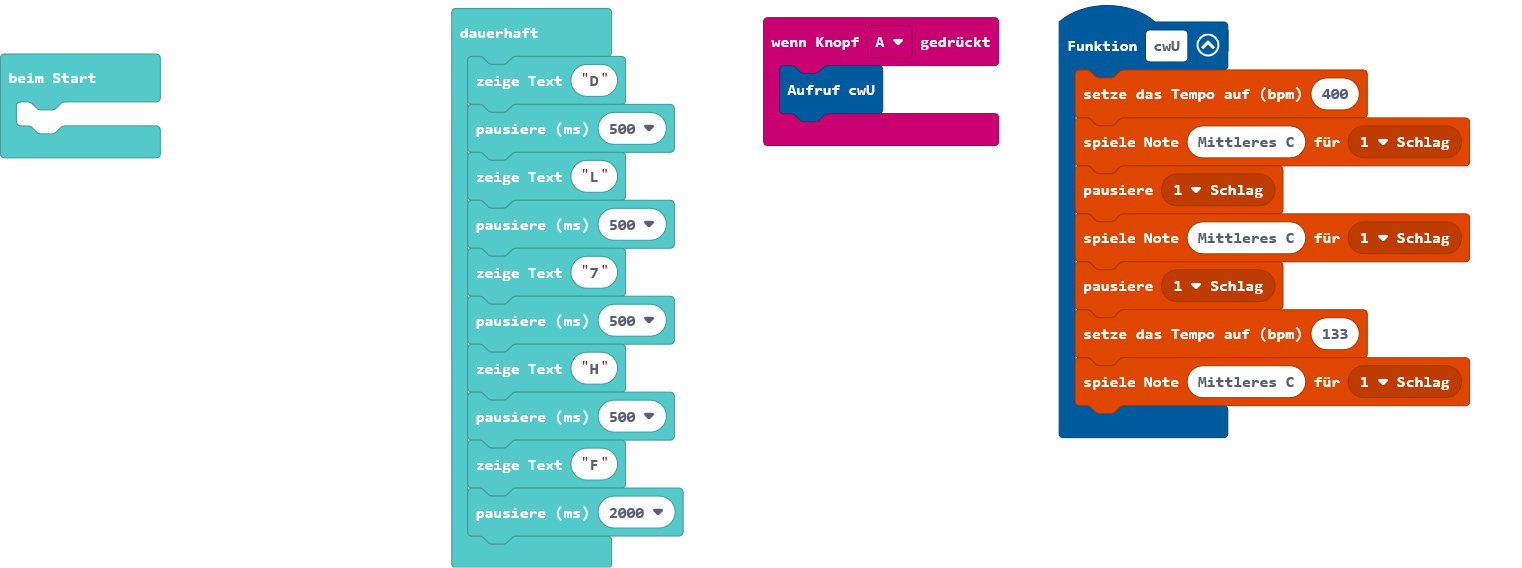 beim Start
dauerhaft
zeige Text "D"
pausiere (ms) 500
zeige Text "L"
pausiere (ms) 500
zeige Text "7"
pausiere (ms) 500
zeige Text "H"
pausiere (ms) 500
zeige Text "F"
pausiere (ms) 2000
wenn Knopf A gedrückt
Aufruf cwU
Funktion cwU
setze das Tempo auf (bpm) 400
spiele Note Mittleres C für 1 Schlag
pausiere 1 Schlag
spiele Note Mittleres C für 1 Schlag
pausiere 1 Schlag
setze das Tempo auf (bpm) 133
spiele Note Mittleres C für 1 Schlag